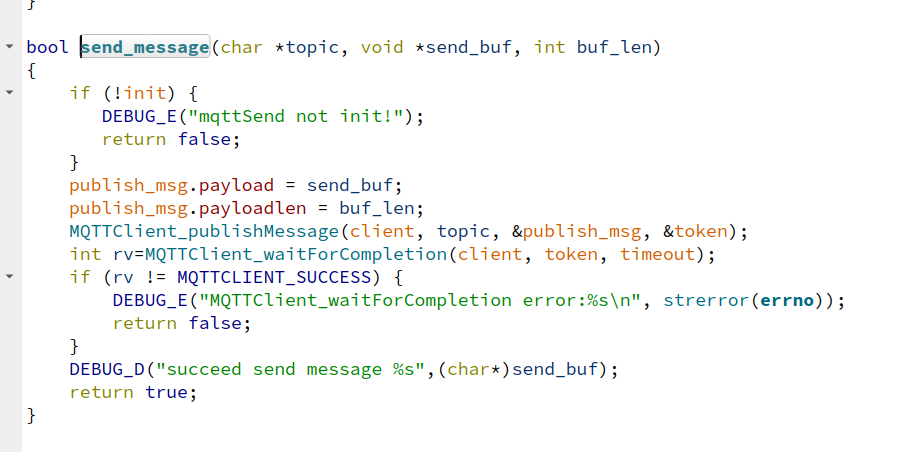 }
bool send_message(char *topic, void *send_buf, int buf_len)
{
    if (!init) {
       DEBUG_E("mqttSend not init!");
       return false;
    }
    publish_msg.payload = send_buf;
    publish_msg.payloadlen = buf_len;
    MQTTClient_publishMessage(client, topic, &publish_msg, &token);
    int rv=MQTTClient_waitForCompletion(client, token, timeout);
    if (rv != MQTTCLIENT_SUCCESS) {
        DEBUG_E("MQTTClient_waitForCompletion error:%s\n", strerror(errno));
        return false;
    }
    DEBUG_D("succeed send message %s",(char*)send_buf);
    return true;
}